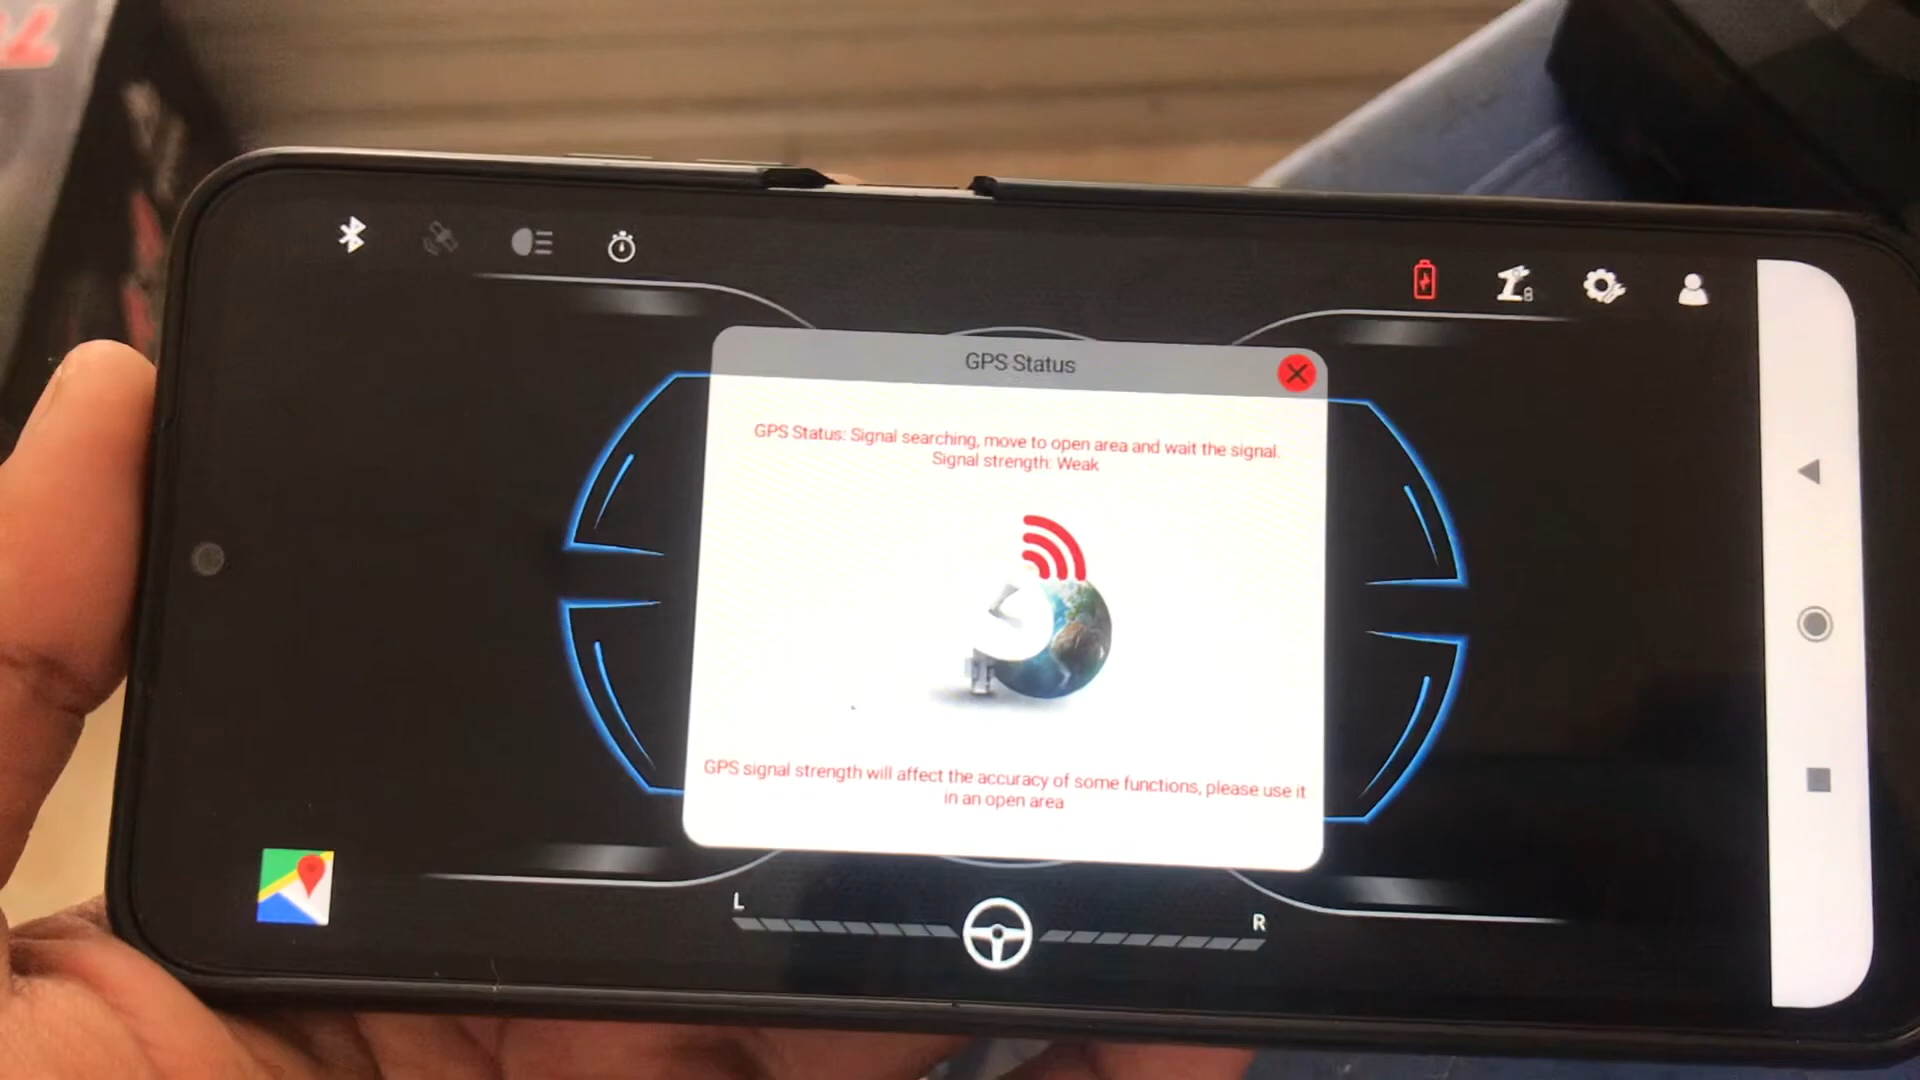 GPS Status
GPS Status: Signal searching, move to open area and wait the signal.
Signal strength: Weak
GPS signal strength will affect the accuracy of some functions, please use it
in an open area
L
R